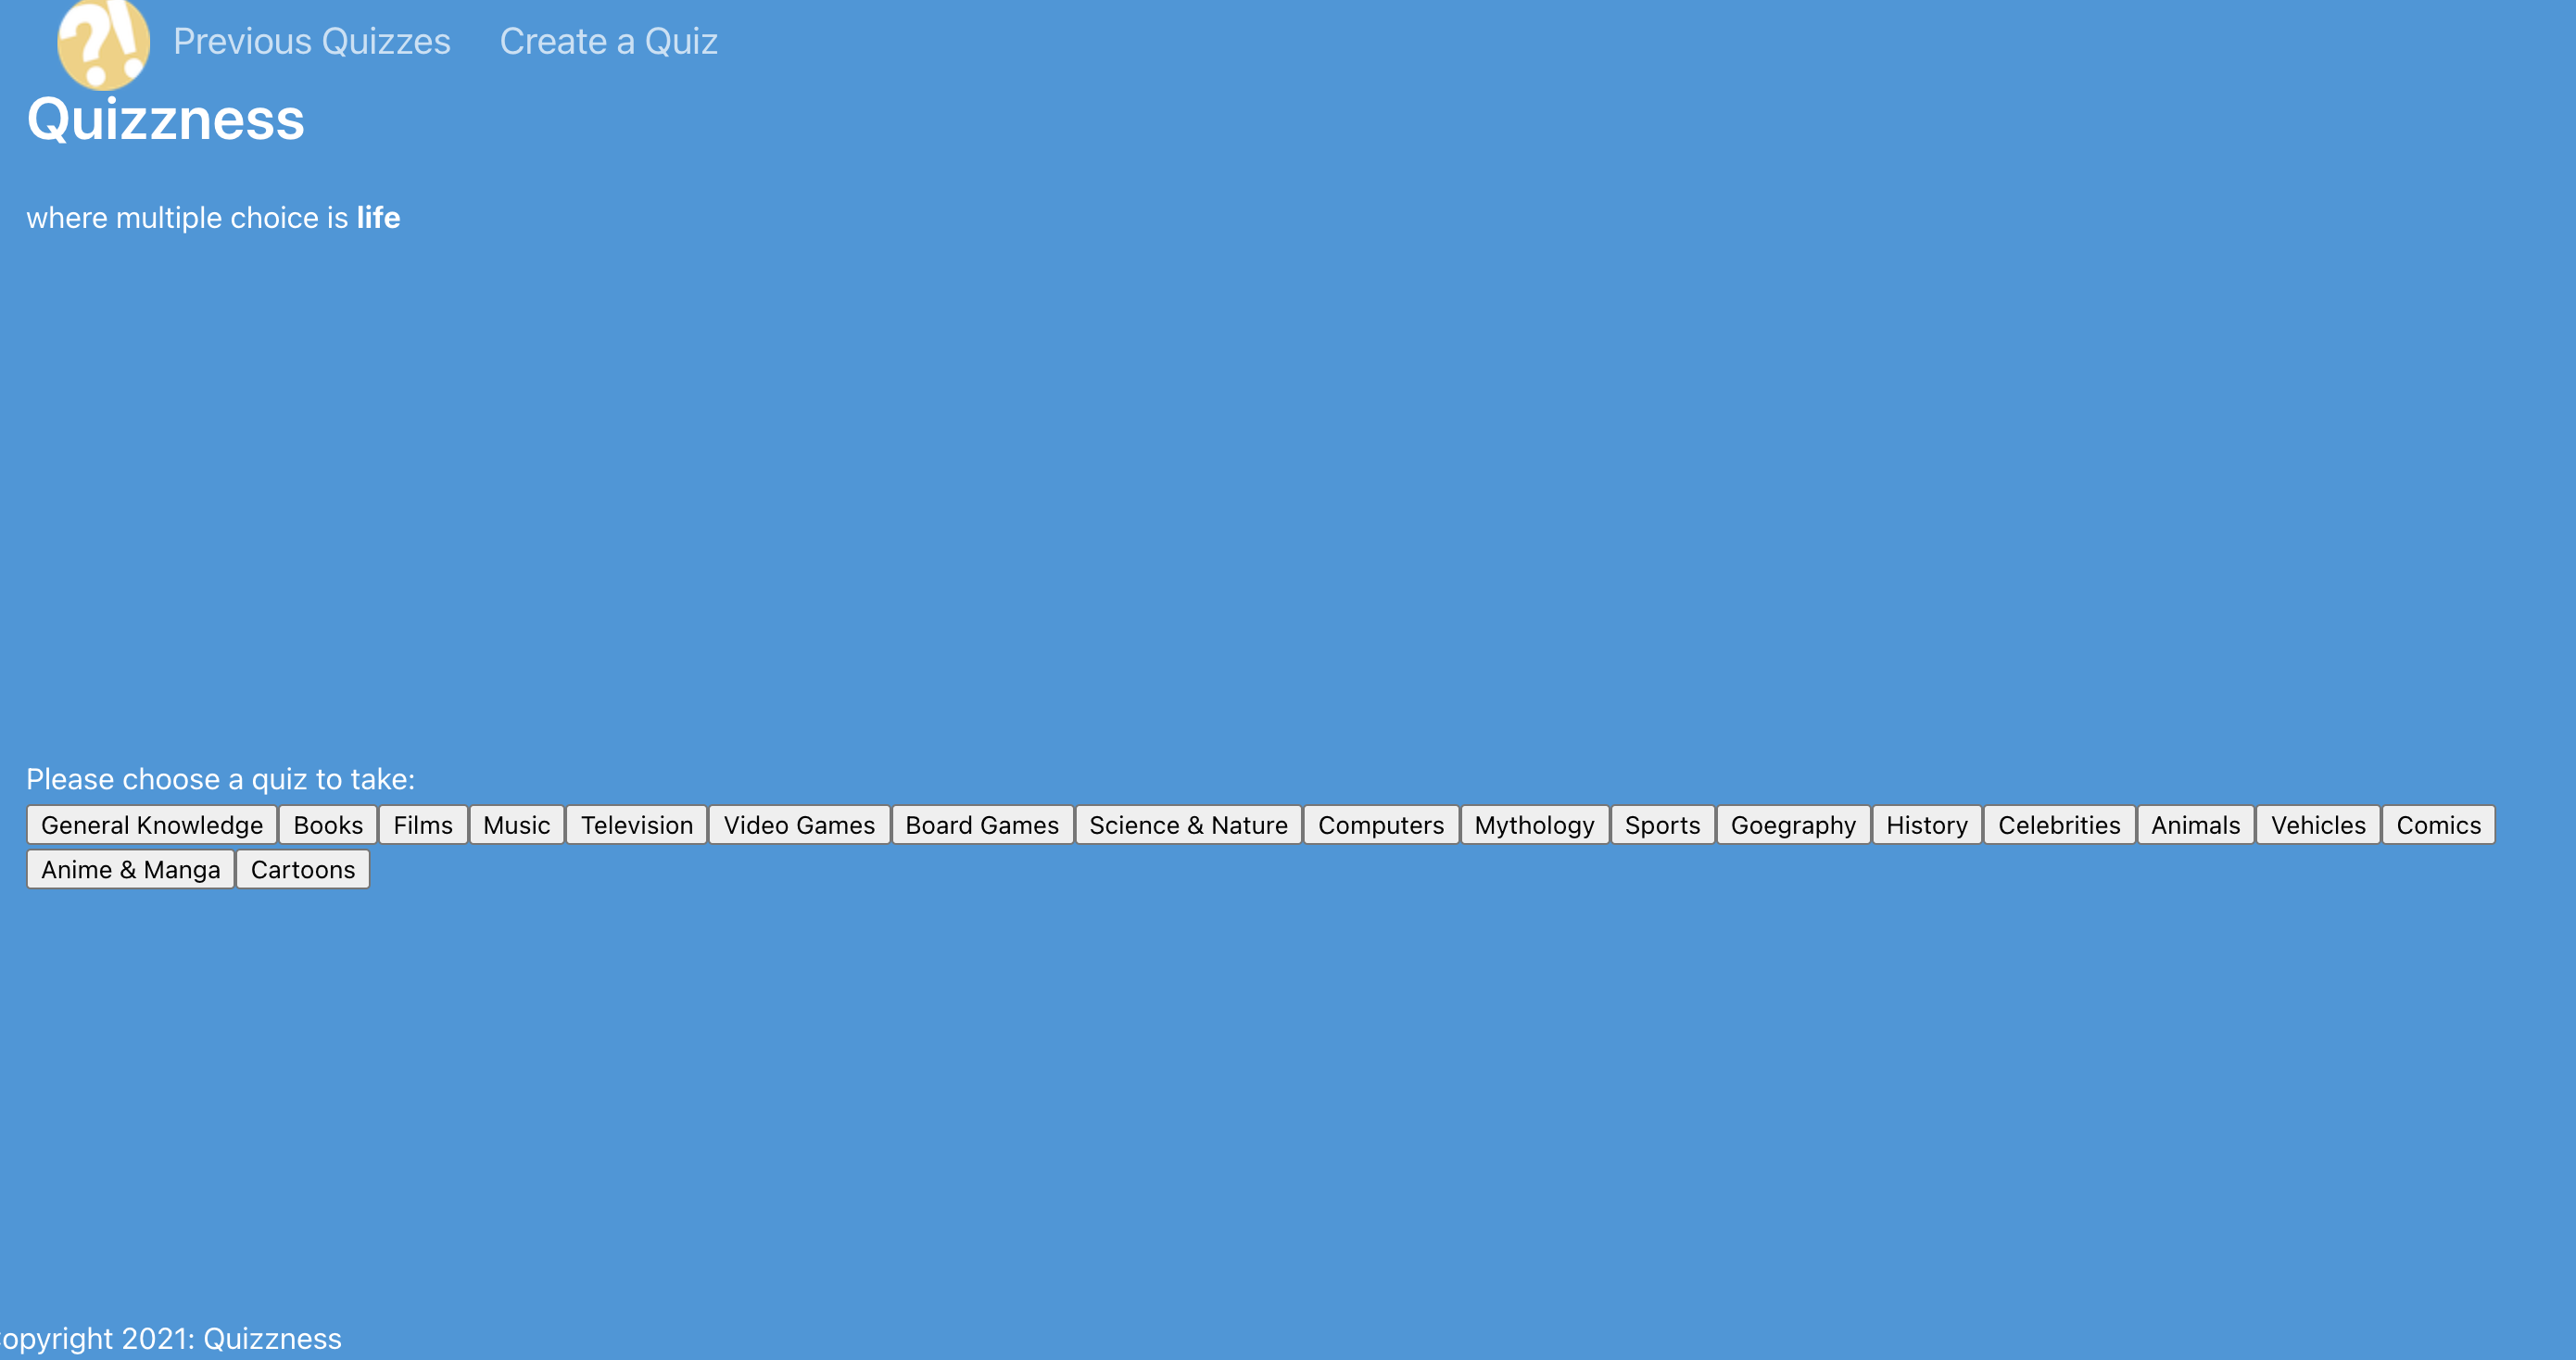 ?!
Previous Quizzes Create a Quiz
Quizzness
where multiple choice is life
Please choose a quiz to take:
General Knowledge Books Films Music Television Video Games Board Games Science & Nature Computers Mythology Sports Goegraphy History Celebrities Animals Vehicles Comics
Anime & Manga Cartoons
opyright 2021: Quizzness